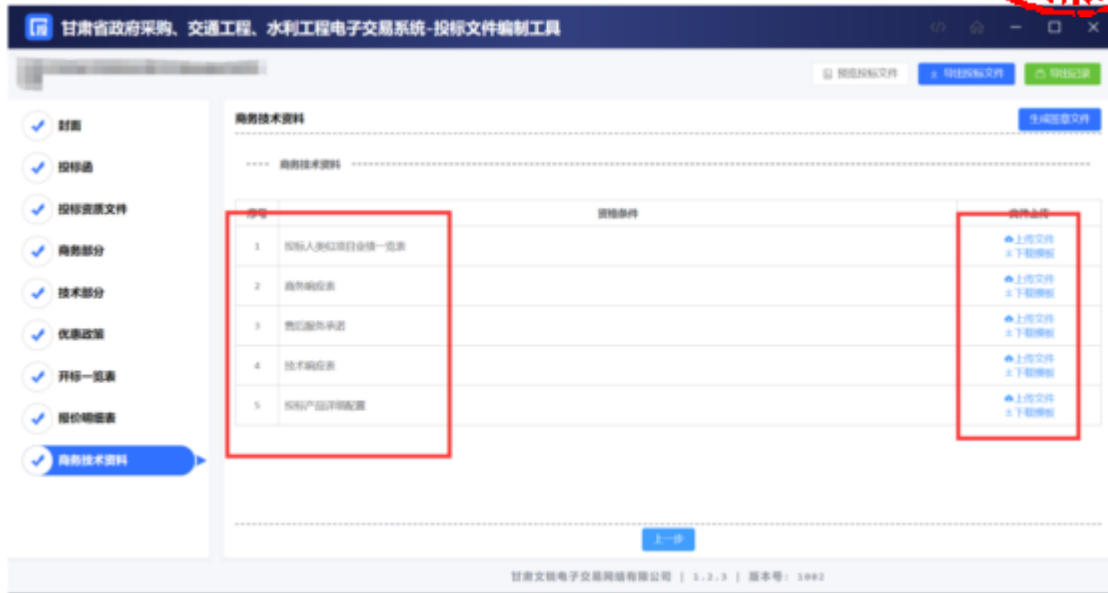 甘肃省政府采购、交通工程、水利工程电子交易系统-投标文件编制工具
预览投标文件 导出投标文件 导出记录
封面
投标函
投标资质文件
商务部分
技术部分
优惠政策
开标一览表
报价明细表
商务技术资料
商务技术资料 生成签章文件
商务技术资料
序号 资格条件 文件上传
1 投标人类似项目业绩一览表 上传文件
下载模板
2 商务响应表 上传文件
下载模板
3 售后服务承诺 上传文件
下载模板
4 技术响应表 上传文件
下载模板
5 投标产品详细配置 上传文件
下载模板
上一步
甘肃文锐电子交易网络有限公司 | 1.2.3 | 版本号: 1002